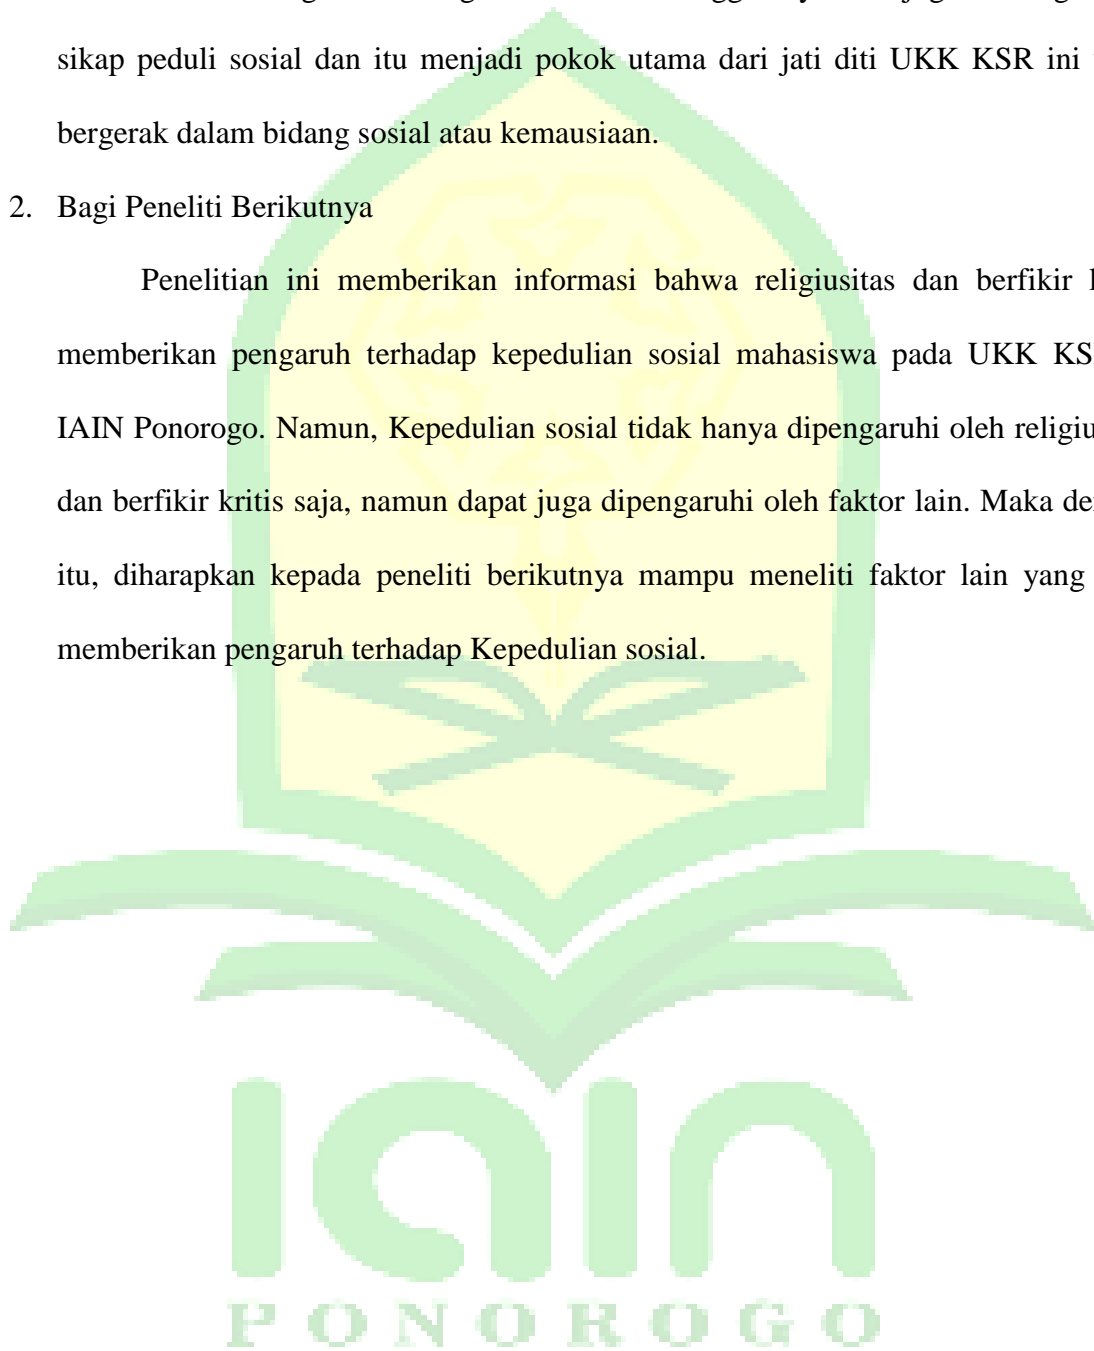 sikap peduli sosial dan itu menjadi pokok utama dari jati diti UKK KSR ini
bergerak dalam bidang sosial atau kemausiaan.
2. Bagi Peneliti Berikutnya
Penelitian ini memberikan informasi bahwa religiusitas dan berfikir
memberikan pengaruh terhadap kepedulian sosial mahasiswa pada UKK
IAIN Ponorogo. Namun, Kepedulian sosial tidak hanya dipengaruhi oleh
dan berfikir kritis saja, namun dapat juga dipengaruhi oleh faktor lain. Maka
itu, diharapkan kepada peneliti berikutnya mampu meneliti faktor lain yang
memberikan pengaruh terhadap Kepedulian sosial.
iain
PONOROGO